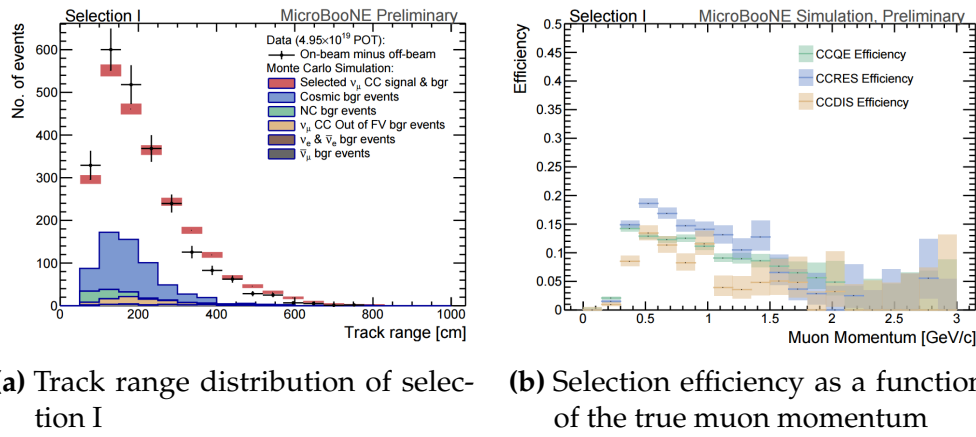 Selection I
MicroBooNE Preliminary
No. of events
600
500
400
300
200
100
0
Data (4.95×10¹⁹ POT):
On-beam minus off-beam
Monte Carlo Simulation:
Selected νμ CC signal & bgr
Cosmic bgr events
NC bgr events
νμ CC Out of FV bgr events
νe & ν̅e bgr events
ν̅μ bgr events
0 200 400 600 800 1000
Track range [cm]
Selection I
MicroBooNE Simulation, Preliminary
Efficiency
0.5
0.45
0.4
0.35
0.3
0.25
0.2
0.15
0.1
0.05
0
CCQE Efficiency
CCRES Efficiency
CCDIS Efficiency
0 0.5 1 1.5 2 2.5 3
Muon Momentum [GeV/c]
a) Track range distribution of selec-
tion I
(b) Selection efficiency as a function
of the true muon momentum